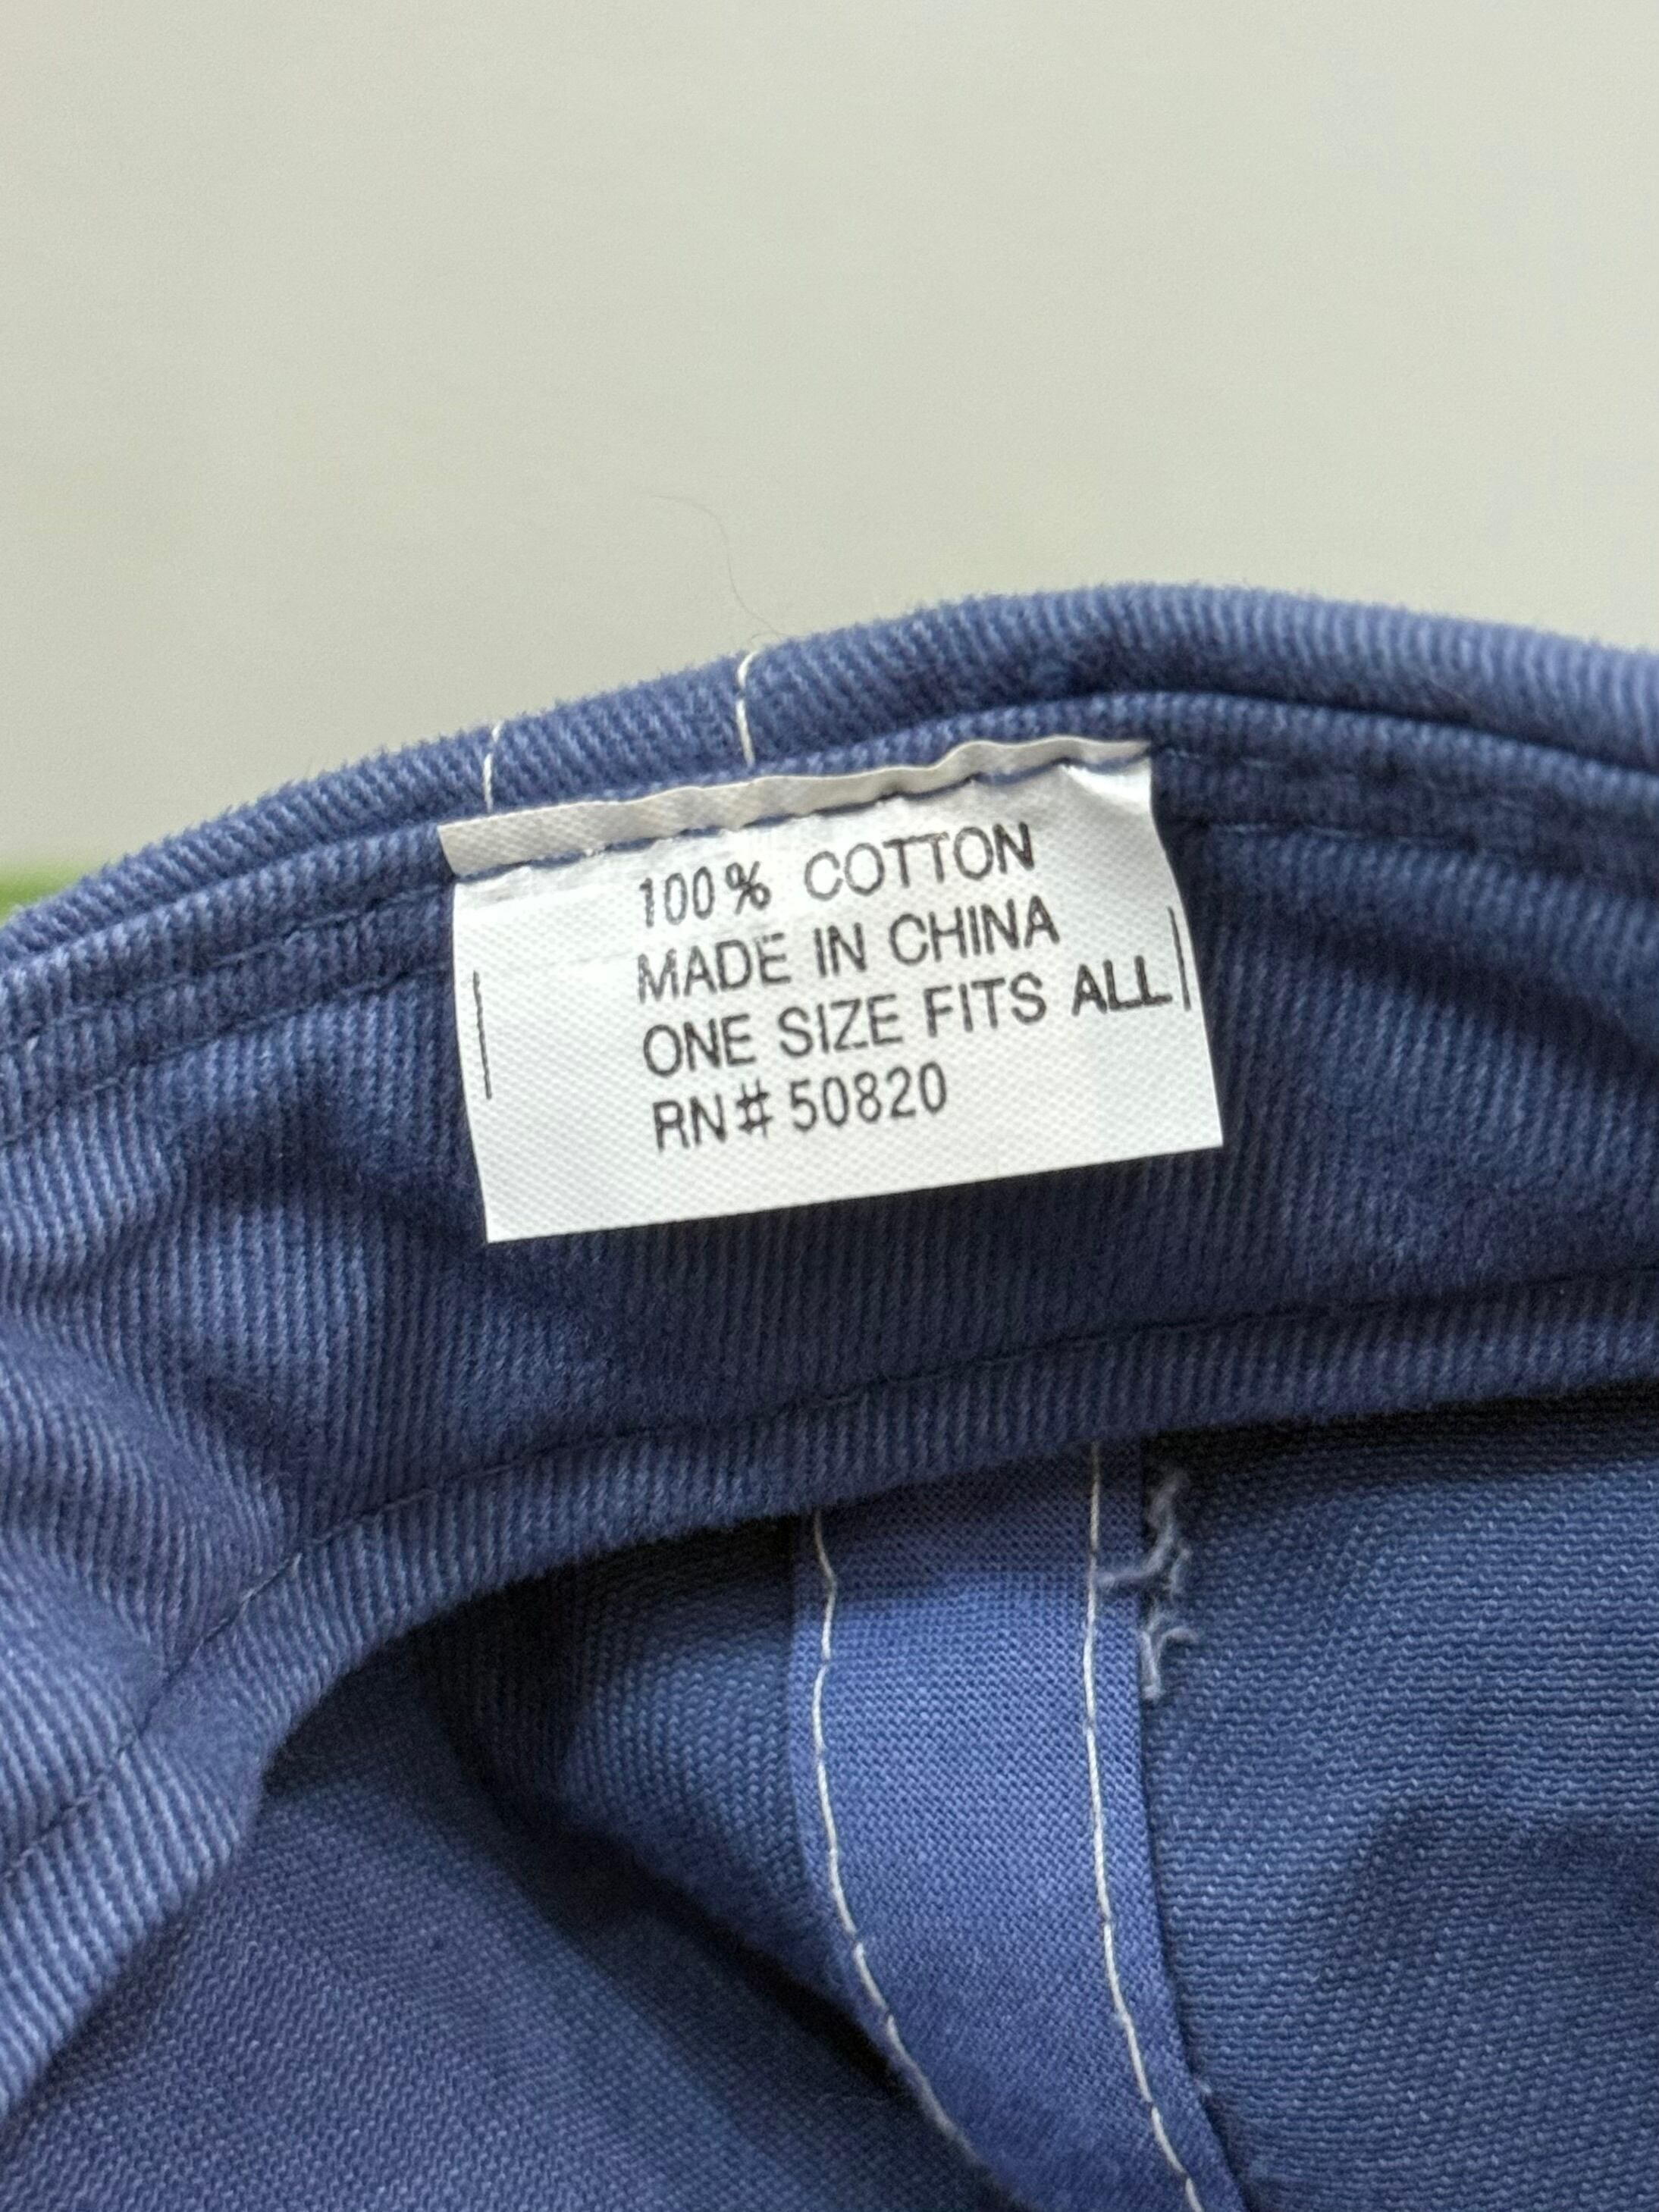 100% COTTON
MADE IN CHINA
ONE SIZE FITS ALL
RN# 50820